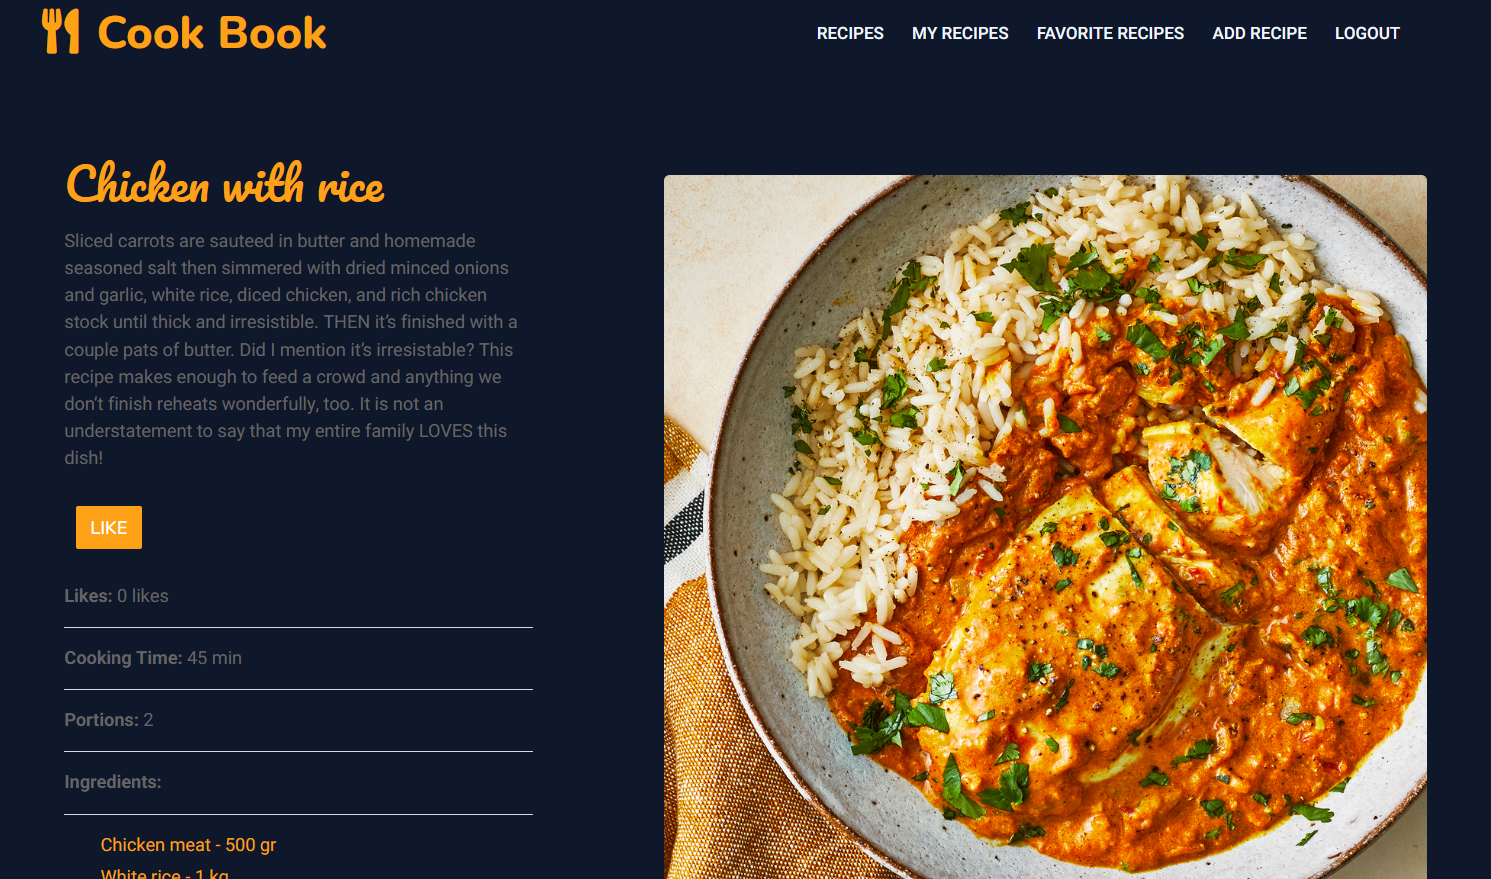 Cook Book
RECIPES MY RECIPES FAVORITE RECIPES ADD RECIPE LOGOUT
Chicken with rice
Sliced carrots are sauteed in butter and homemade
seasoned salt then simmered with dried minced onions
and garlic, white rice, diced chicken, and rich chicken
stock until thick and irresistible. THEN it’s finished with a
couple pats of butter. Did I mention it’s irresistable? This
recipe makes enough to feed a crowd and anything we
don’t finish reheats wonderfully, too. It is not an
understatement to say that my entire family LOVES this
dish!
LIKE
Likes: 0 likes
Cooking Time: 45 min
Portions: 2
Ingredients:
Chicken meat - 500 gr
White rice - 1 kg